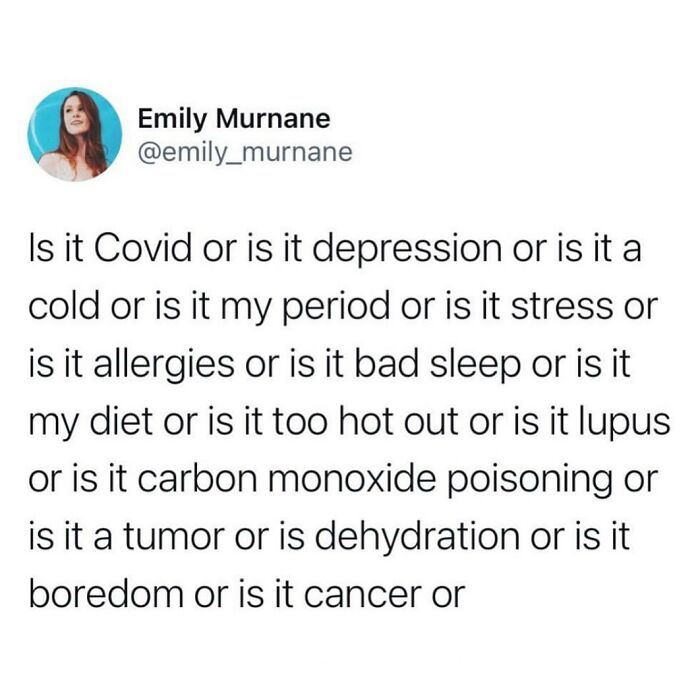 Emily Murnane
@emily_murnane
Is it Covid or is it depression or is it a
cold or is it my period or is it stress or
is it allergies or is it bad sleep or is it
my diet or is it too hot out or is it lupus
or is it carbon monoxide poisoning or
is it a tumor or is dehydration or is it
boredom or is it cancer or